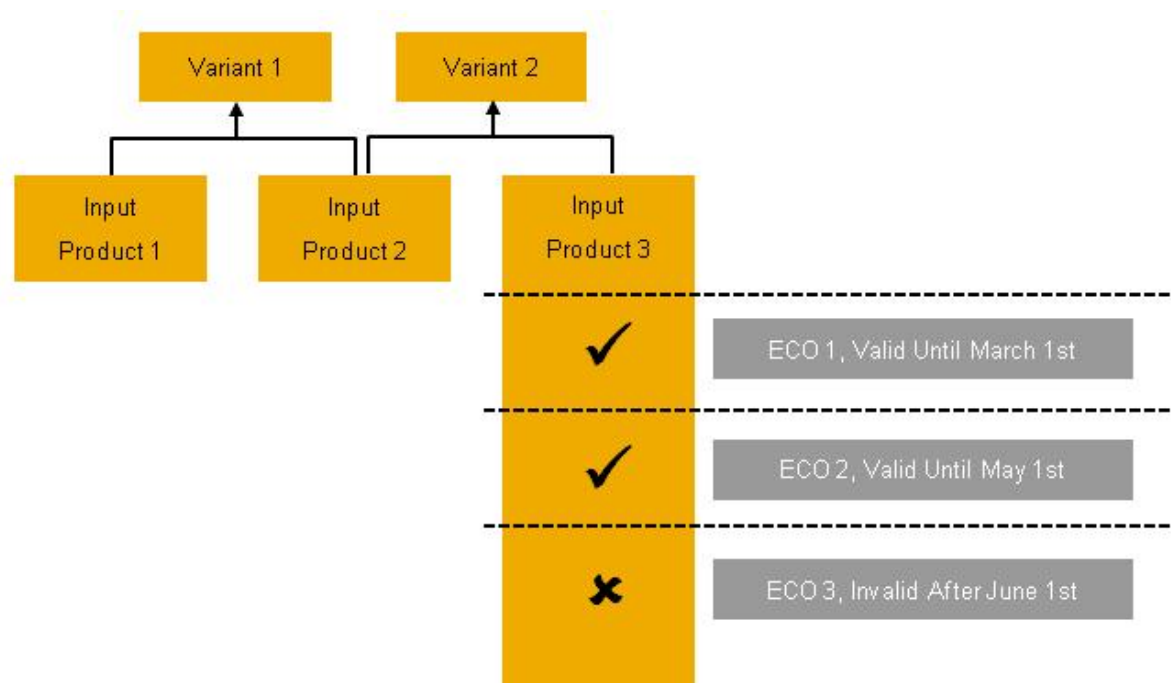 Variant 1
Variant 2
Input
Product 1
Input
Product 2
Input
Product 3
ECO 1, Valid Until March 1st
ECO 2, Valid Until May 1st
ECO 3, Invalid After June 1st